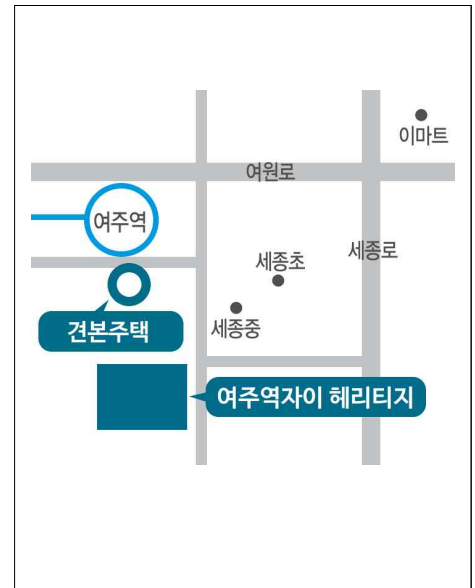 이마트
여원로
여주역
세종로
세종초
세종중
견본주택
여주역자이 헤리티지